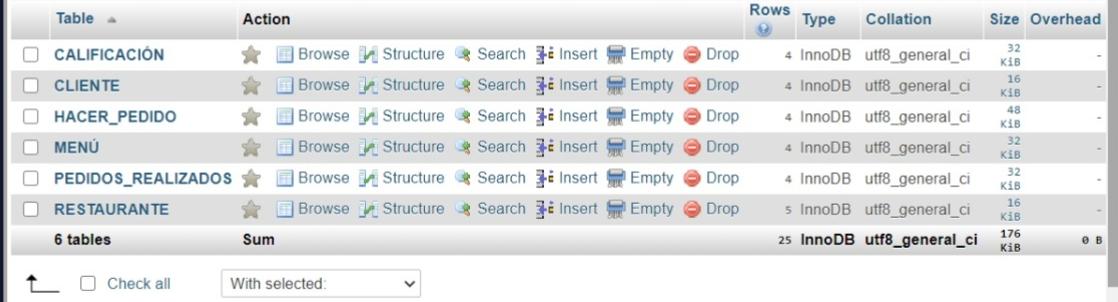 Table Action Rows Type Collation Size Overhead
CALIFICACIÓN Browse Structure Search Insert Empty Drop 4 InnoDB utf8_general_ci 32 KiB -
CLIENTE Browse Structure Search Insert Empty Drop 4 InnoDB utf8_general_ci 16 KiB -
HACER_PEDIDO Browse Structure Search Insert Empty Drop 4 InnoDB utf8_general_ci 48 KiB -
MENÚ Browse Structure Search Insert Empty Drop 4 InnoDB utf8_general_ci 32 KiB -
PEDIDOS_REALIZADOS Browse Structure Search Insert Empty Drop 4 InnoDB utf8_general_ci 32 KiB -
RESTAURANTE Browse Structure Search Insert Empty Drop 5 InnoDB utf8_general_ci 16 KiB -
6 tables Sum 25 InnoDB utf8_general_ci 176 KiB 0 B
Check all With selected: